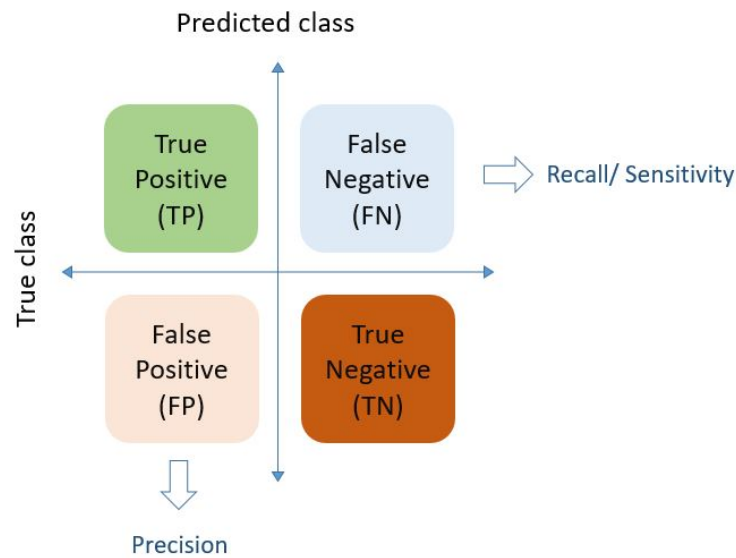 Predicted class
True
Positive
(TP)
False
Negative
(FN)
Recall/ Sensitivity
True class
False
Positive
(FP)
True
Negative
(TN)
Precision